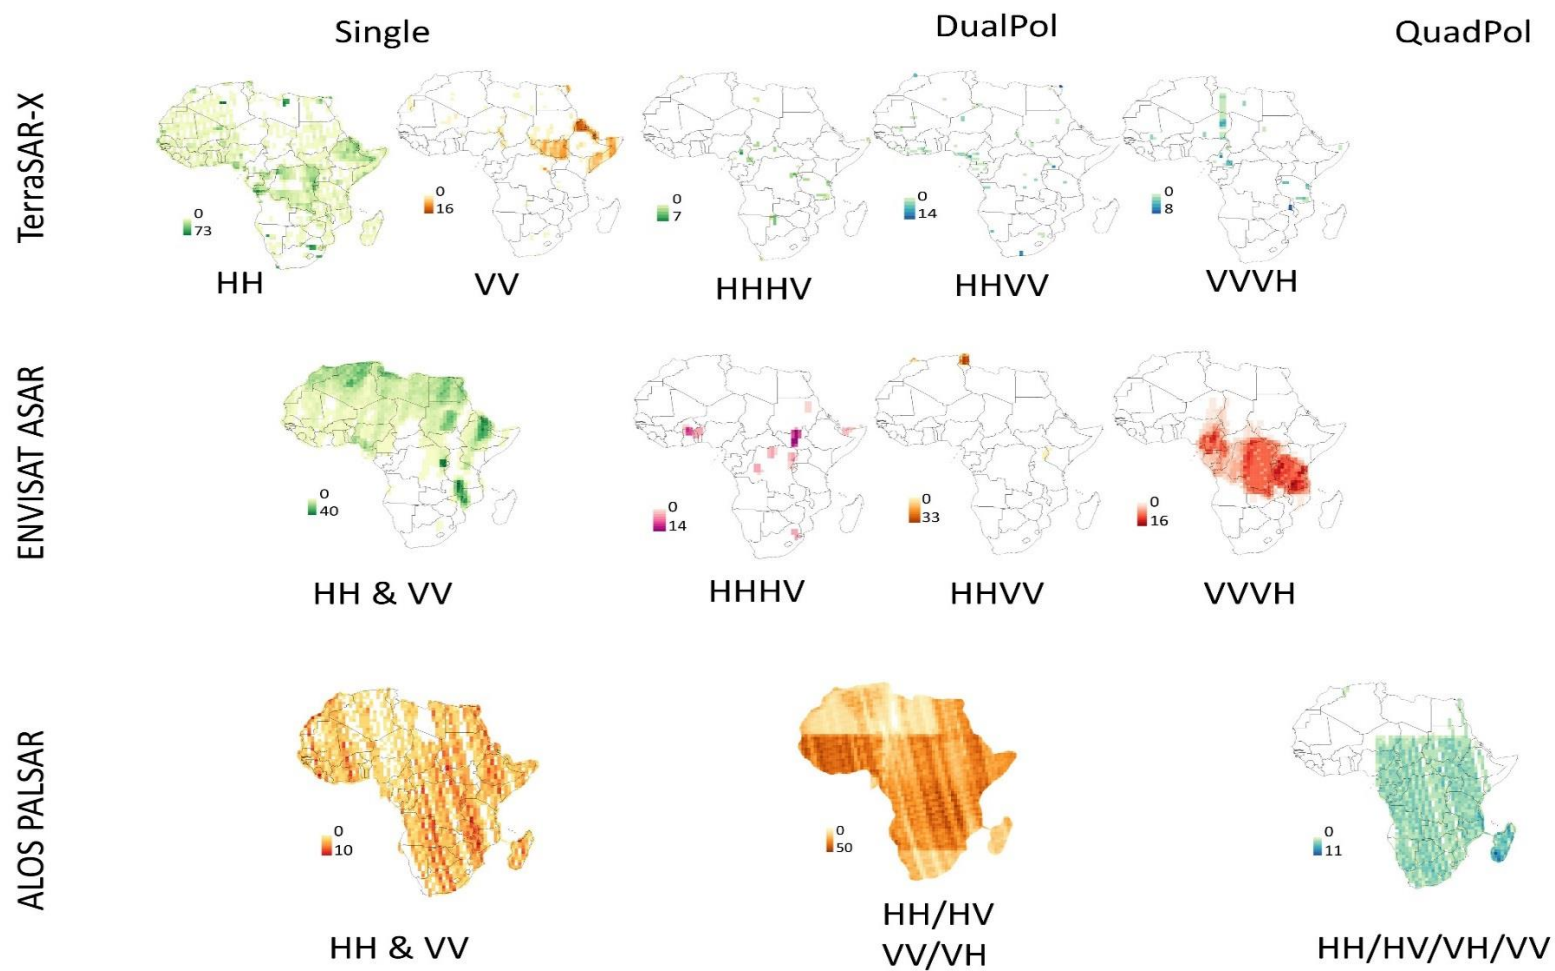 Single
DualPol
QuadPol
TerraSAR-X
0
73
HH
0
16
VV
0
7
HHHV
0
14
HHVV
0
8
VVVH
ENVISAT ASAR
0
40
HH & VV
0
14
HHHV
0
33
HHVV
0
16
VVVH
ALOS PALSAR
0
10
HH & VV
0
50
HH/HV
VV/VH
0
11
HH/HV/VH/VV